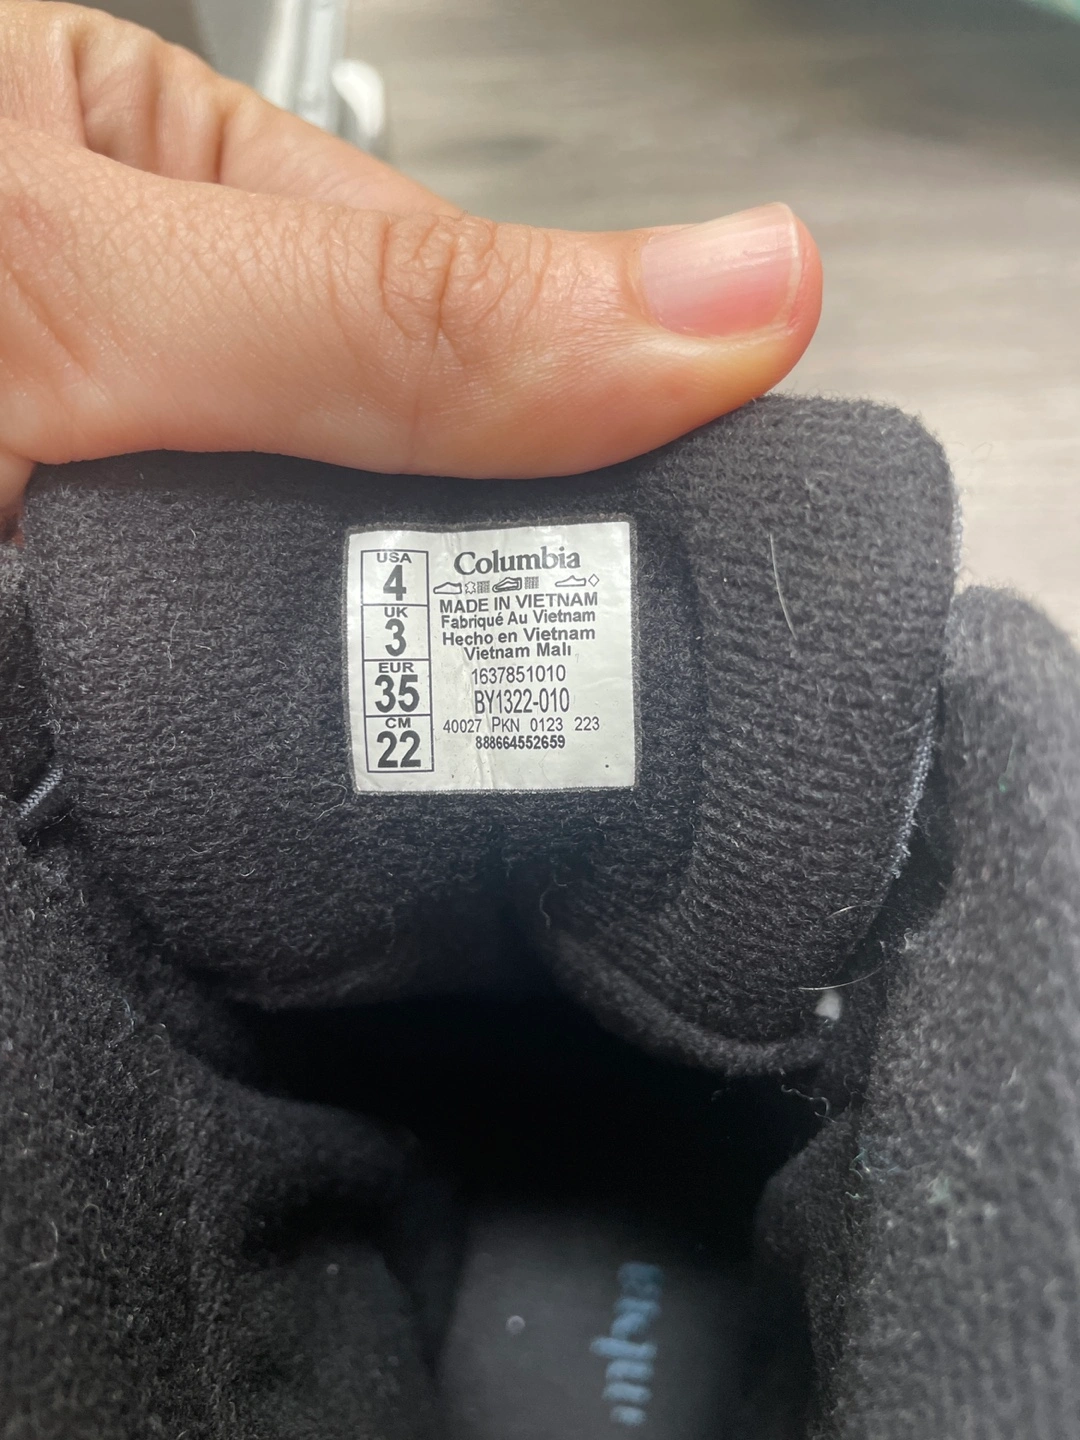 USA
4
UK
3
EUR
35
CM
22
Columbia
MADE IN VIETNAM
Fabriqué Au Vietnam
Hecho en Vietnam
Vietnam Malı
1637851010
BY1322-010
40027 PKN 0123 223
888664552659